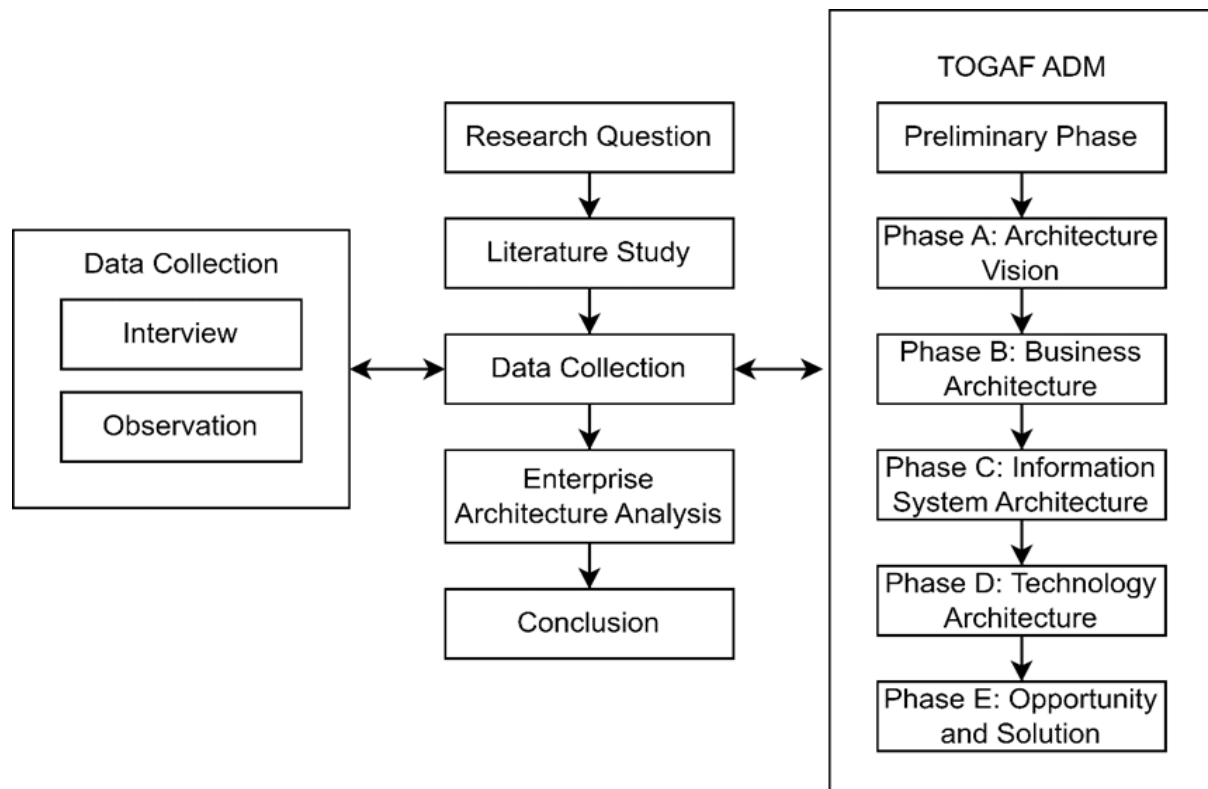 Data Collection
Interview
Observation
Research Question
Literature Study
Data Collection
Enterprise
Architecture Analysis
Conclusion
TOGAF ADM
Preliminary Phase
Phase A: Architecture
Vision
Phase B: Business
Architecture
Phase C: Information
System Architecture
Phase D: Technology
Architecture
Phase E: Opportunity
and Solution